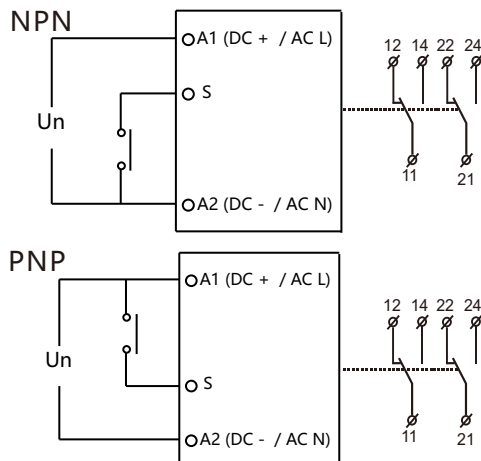 NPN
A1 (DC + / AC L)
12 14 22 24
S
Un
11 21
A2 (DC - / AC N)
PNP
A1 (DC + / AC L)
12 14 22 24
Un
S
11 21
A2 (DC - / AC N)